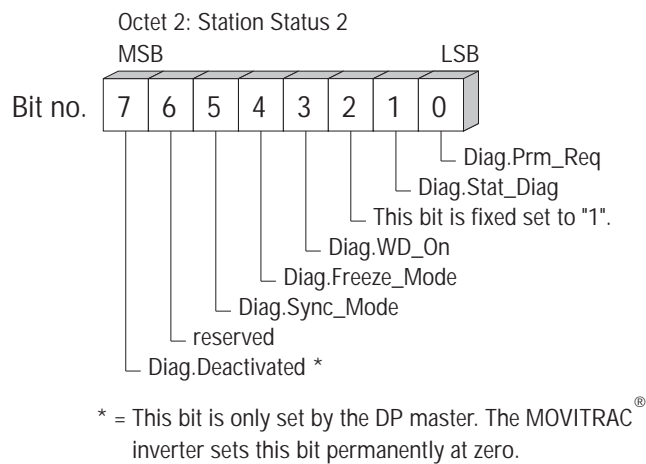 Octet 2: Station Status 2
MSB LSB
Bit no. 7 6 5 4 3 2 1 0
Diag.Prm_Req
Diag.Stat_Diag
This bit is fixed set to "1".
Diag.WD_On
Diag.Freeze_Mode
Diag.Sync_Mode
reserved
Diag.Deactivated *
* = This bit is only set by the DP master. The MOVITRAC®
inverter sets this bit permanently at zero.